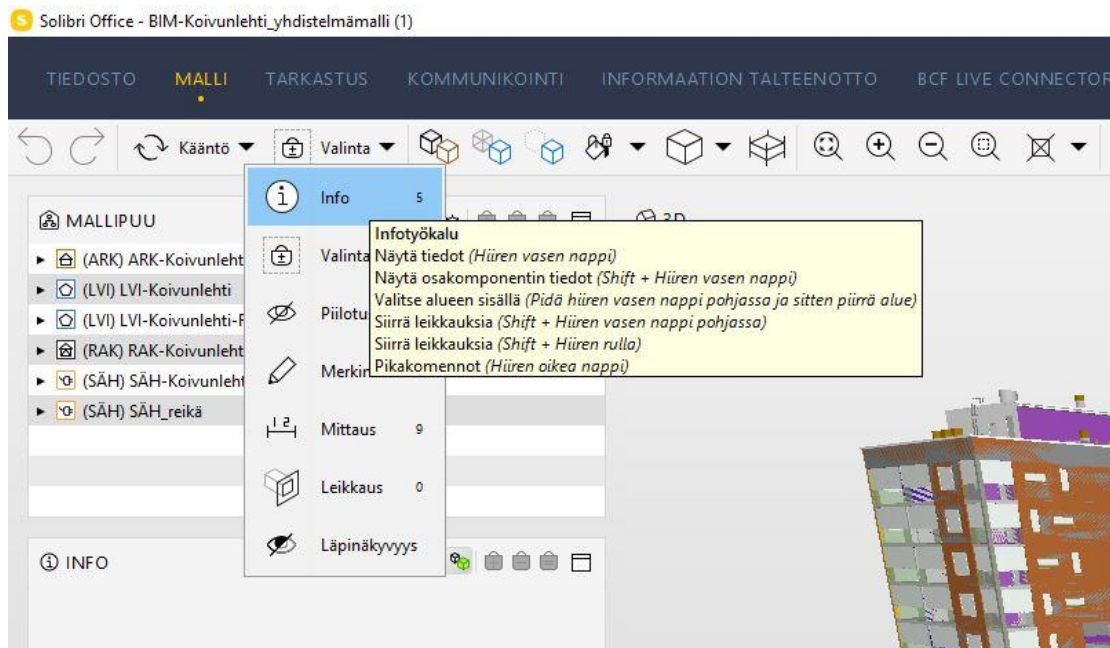 Solibri Office - BIM-Koivunlehti_yhdistelmämalli (1)
TIEDOSTO MALLI TARKASTUS KOMMUNIKOINTI INFORMAATION TALTEENOTTO BCF LIVE CONNECTOR
Kääntö Valinta
Info 5
MALLIPUU
3D
Infotyökalu
(ARK) ARK-Koivunleht
Valinta
Näytä tiedot (Hiiren vasen nappi)
Näytä osakomponentin tiedot (Shift + Hiiren vasen nappi)
(LVI) LVI-Koivunlehti
Valitse alueen sisällä (Pidä hiiren vasen nappi pohjassa ja sitten piirrä alue)
(LVI) LVI-Koivunlehti-F
Piilotu
Siirrä leikkauksia (Shift + Hiiren vasen nappi pohjassa)
Siirrä leikkauksia (Shift + Hiiren rulla)
(RAK) RAK-Koivunleht
Pikakomennot (Hiiren oikea nappi)
Merkin
(SÄH) SÄH-Koivunleht
(SÄH) SÄH_reikä
Mittaus 9
Leikkaus 0
Läpinäkyvyys
INFO